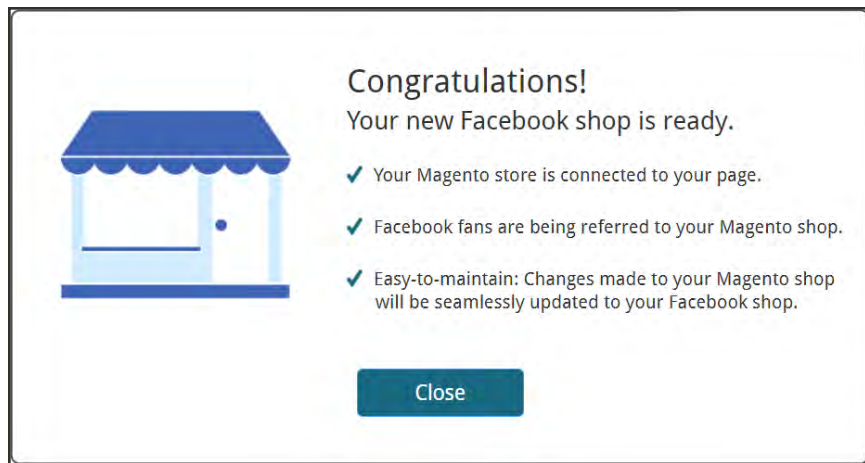 Congratulations!
Your new Facebook shop is ready.
Your Magento store is connected to your page.
Facebook fans are being referred to your Magento shop.
Easy-to-maintain: Changes made to your Magento shop
will be seamlessly updated to your Facebook shop.
Close